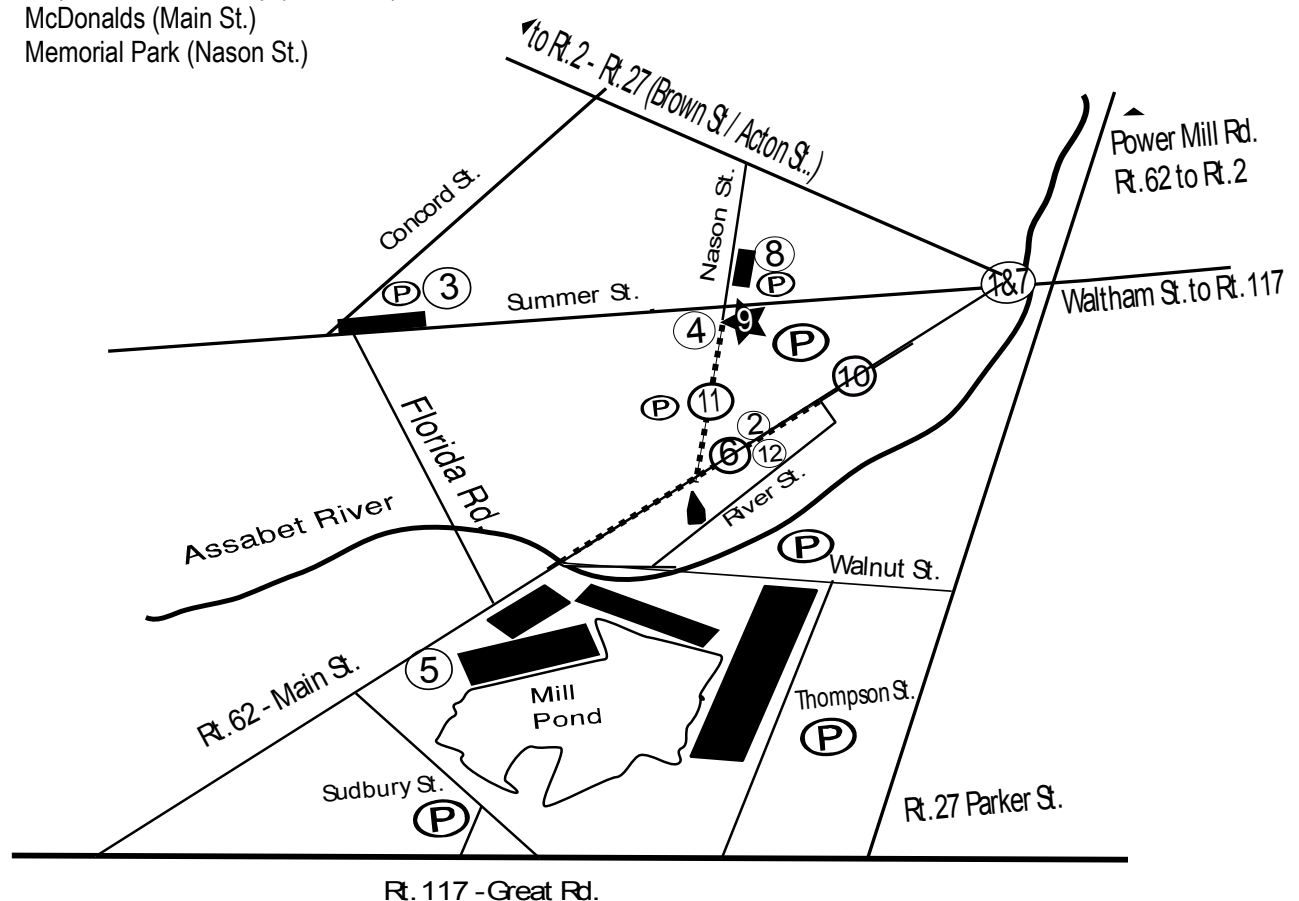 McDonalds (Main St.)
Memorial Park (Nason St.)
to Rt.2 - Rt.27 (Brown St / Acton St..)
Power Mill Rd.
Rt.62 to Rt.2
Concord St.
Nason St.
8
P
P
3
Summer St.
1&7
Waltham St. to Rt.117
4
9
P
10
P
11
2
6
12
Florida Rd.
River St.
Assabet River
P
Walnut St.
5
Rt.62 - Main St.
Mill
Pond
Thompson St.
P
Sudbury St.
P
Rt.27 Parker St.
Rt. 117 - Great Rd.